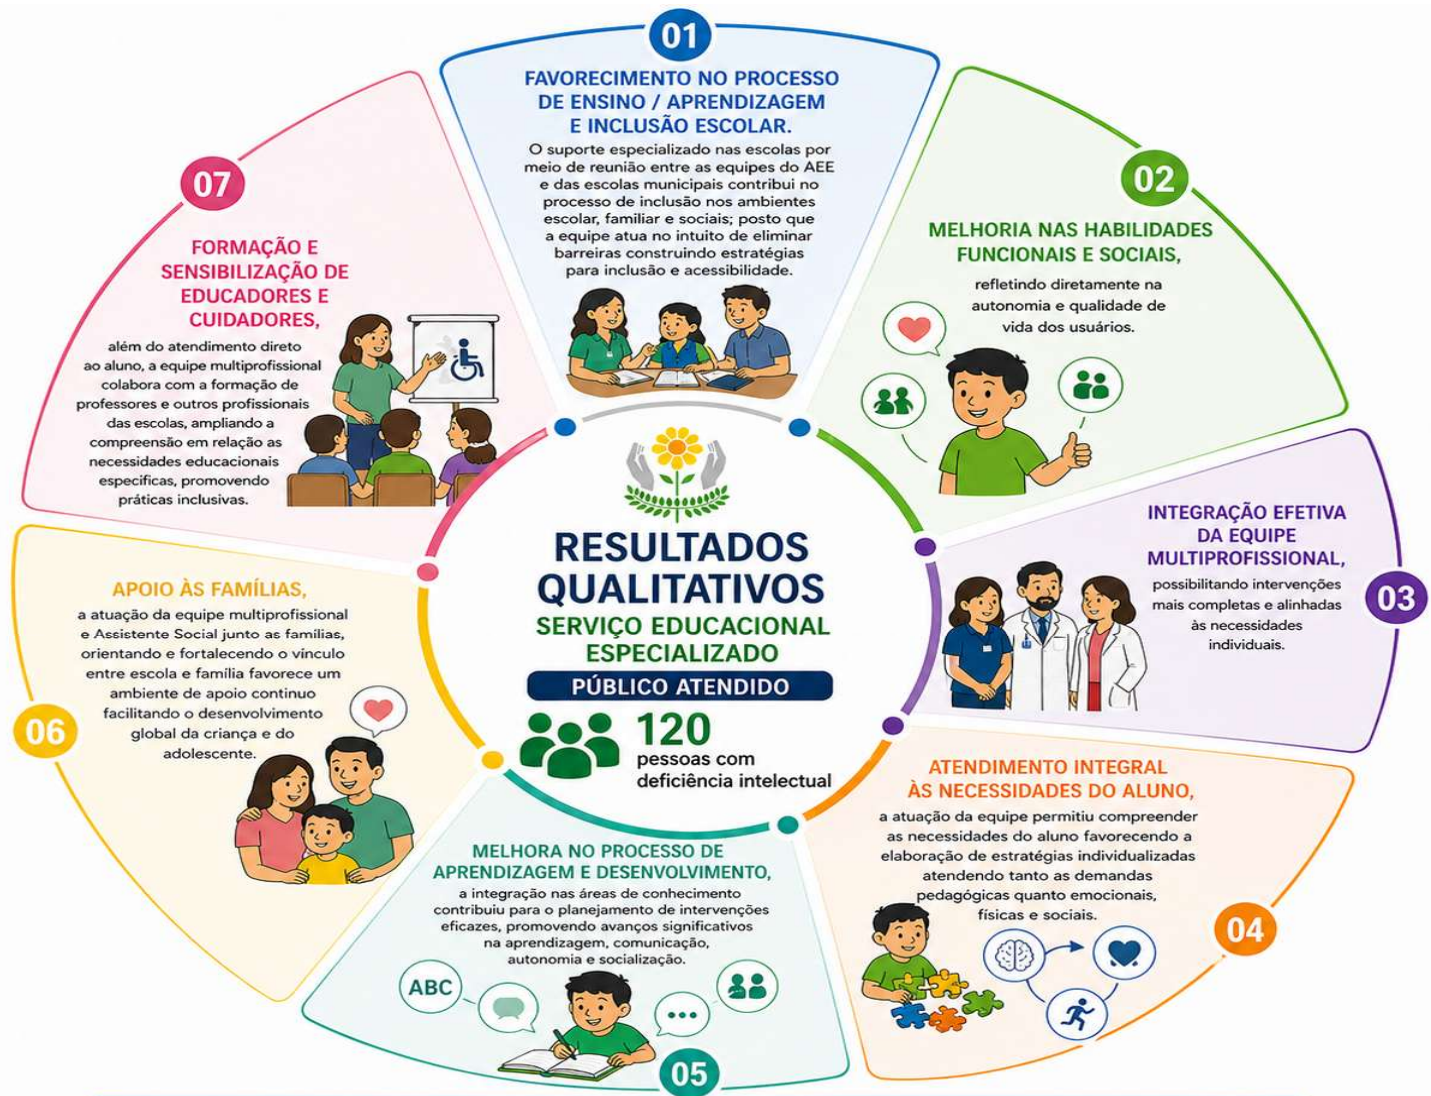 01
FAVORECIMENTO NO PROCESSO
DE ENSINO / APRENDIZAGEM
E INCLUSÃO ESCOLAR.
O suporte especializado nas escolas por
meio de reunião entre as equipes do AEE
e das escolas municipais contribui no
processo de inclusão nos ambientes
escolar, familiar e sociais; posto que
a equipe atua no intuito de eliminar
barreiras construindo estratégias
para inclusão e acessibilidade.
02
MELHORIA NAS HABILIDADES
FUNCIONAIS E SOCIAIS,
refletindo diretamente na
autonomia e qualidade de
vida dos usuários.
03
INTEGRAÇÃO EFETIVA
DA EQUIPE
MULTIPROFISSIONAL,
possibilitando intervenções
mais completas e alinhadas
às necessidades
individuais.
04
ATENDIMENTO INTEGRAL
ÀS NECESSIDADES DO ALUNO,
a atuação da equipe permitiu compreender
as necessidades do aluno favorecendo a
elaboração de estratégias individualizadas
atendendo tanto as demandas
pedagógicas quanto emocionais,
físicas e sociais.
05
MELHORA NO PROCESSO DE
APRENDIZAGEM E DESENVOLVIMENTO,
a integração nas áreas de conhecimento
contribuiu para o planejamento de intervenções
eficazes, promovendo avanços significativos
na aprendizagem, comunicação,
autonomia e socialização.
ABC
06
APOIO ÀS FAMÍLIAS,
a atuação da equipe multiprofissional
e Assistente Social junto as famílias,
orientando e fortalecendo o vínculo
entre escola e família favorece um
ambiente de apoio continuo
facilitando o desenvolvimento
global da criança e do
adolescente.
07
FORMAÇÃO E
SENSIBILIZAÇÃO DE
EDUCADORES E
CUIDADORES,
além do atendimento direto
ao aluno, a equipe multiprofissional
colabora com a formação de
professores e outros profissionais
das escolas, ampliando a
compreensão em relação as
necessidades educacionais
especificas, promovendo
práticas inclusivas.
RESULTADOS
QUALITATIVOS
SERVIÇO EDUCACIONAL
ESPECIALIZADO
PÚBLICO ATENDIDO
120
pessoas com
deficiência intelectual